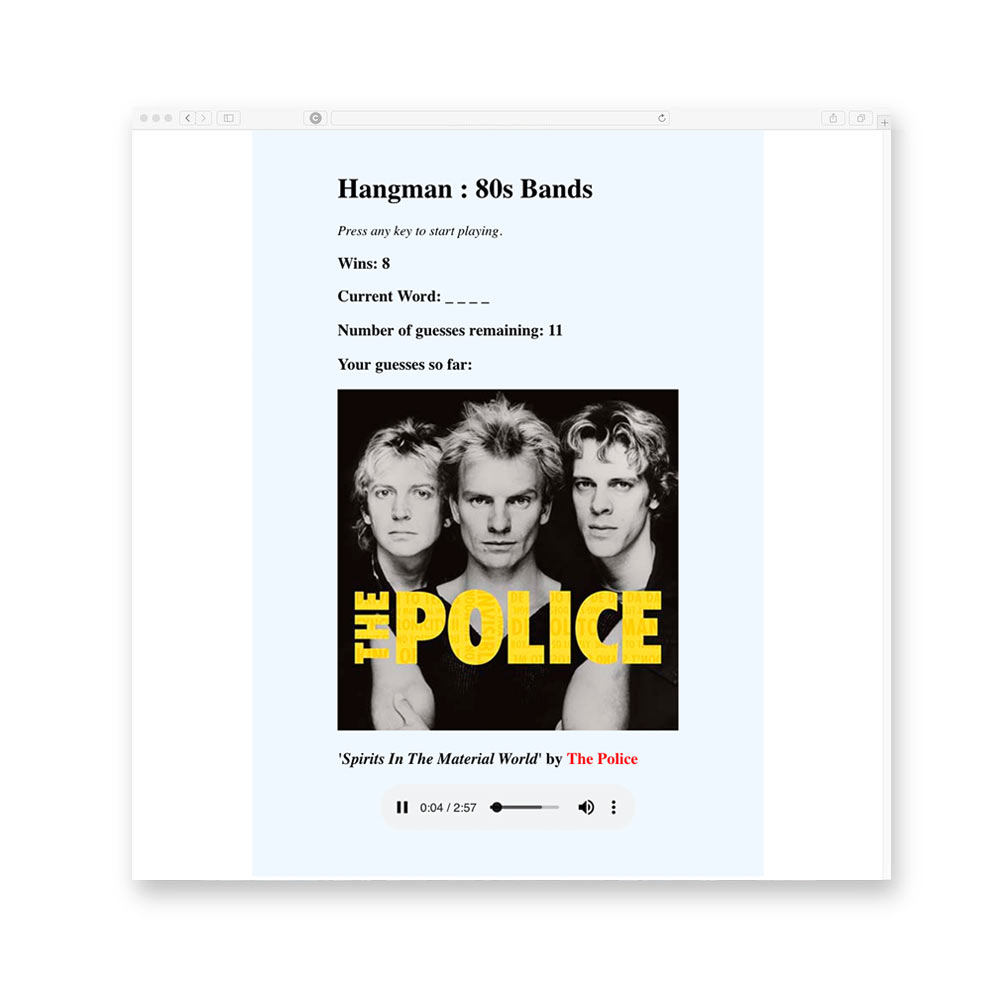 Hangman : 80s Bands
Press any key to start playing.
Wins: 8
Current Word: _ _ _ _
Number of guesses remaining: 11
Your guesses so far:
THE POLICE
'Spirits In The Material World' by The Police
0:04 / 2:57